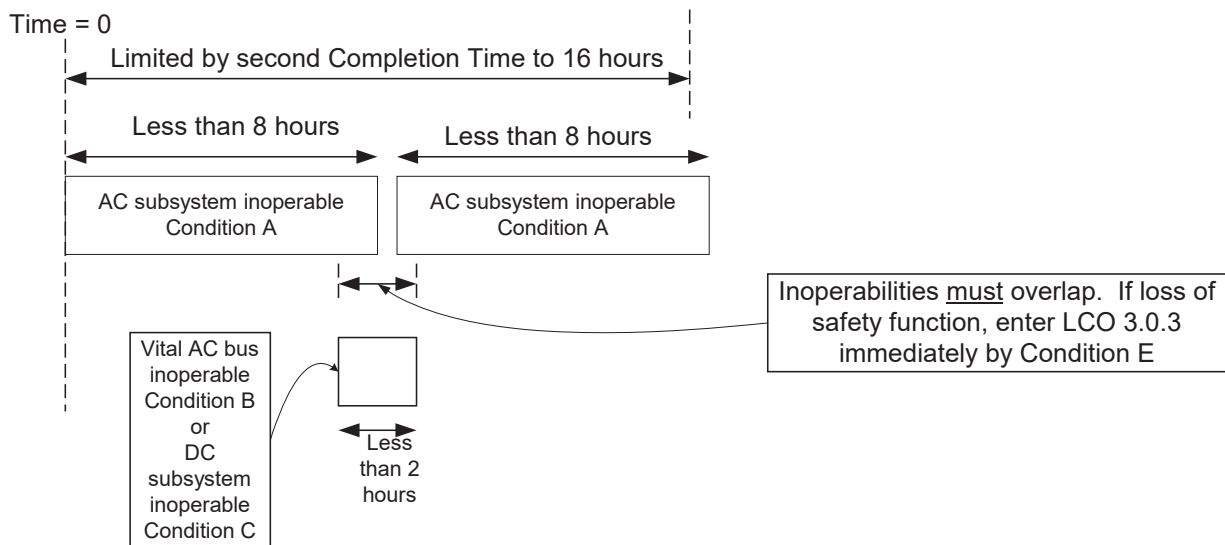 Time = 0
Limited by second Completion Time to 16 hours
Less than 8 hours
Less than 8 hours
AC subsystem inoperable
Condition A
AC subsystem inoperable
Condition A
Inoperabilities must overlap. If loss of
safety function, enter LCO 3.0.3
immediately by Condition E
Vital AC bus
inoperable
Condition B
or
DC
subsystem
inoperable
Condition C
Less
than 2
hours